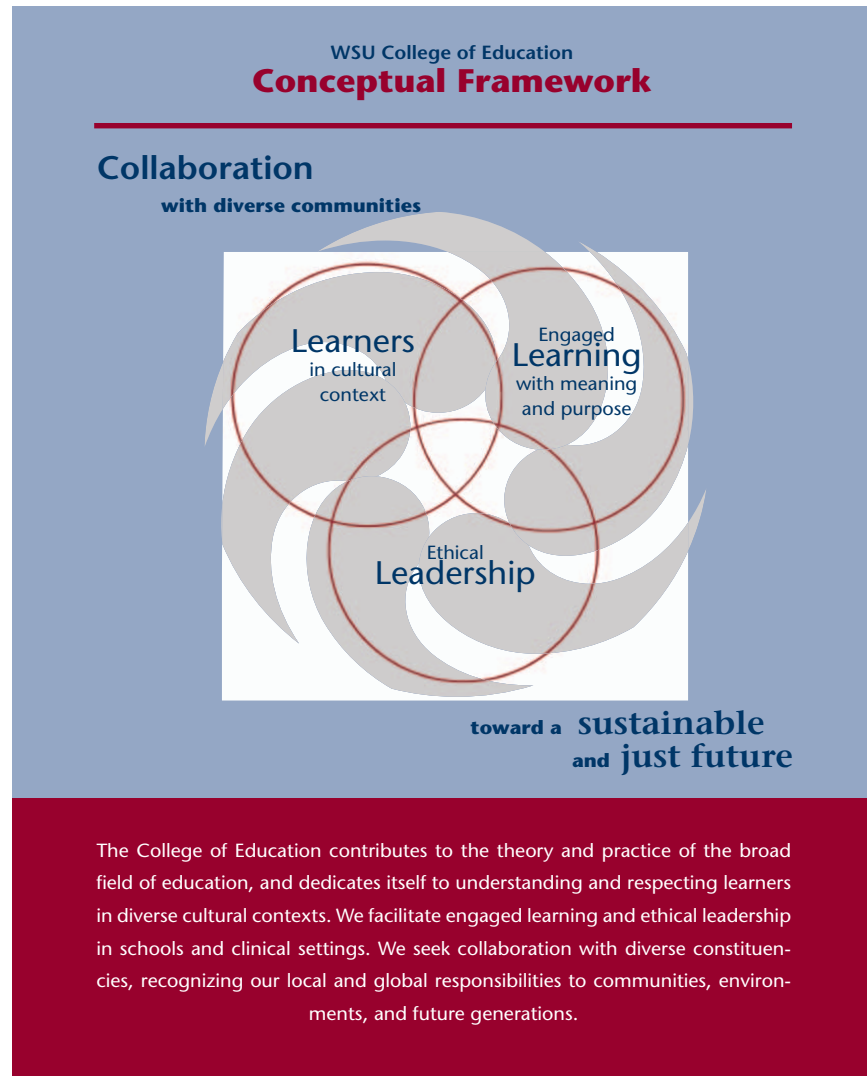 WSU College of Education
Conceptual Framework
Collaboration
with diverse communities
Learners
in cultural
context
Engaged
Learning
with meaning
and purpose
Ethical
Leadership
toward a sustainable
and just future
The College of Education contributes to the theory and practice of the broad
field of education, and dedicates itself to understanding and respecting learners
in diverse cultural contexts. We facilitate engaged learning and ethical leadership
in schools and clinical settings. We seek collaboration with diverse constituen-
cies, recognizing our local and global responsibilities to communities, environ-
ments, and future generations.